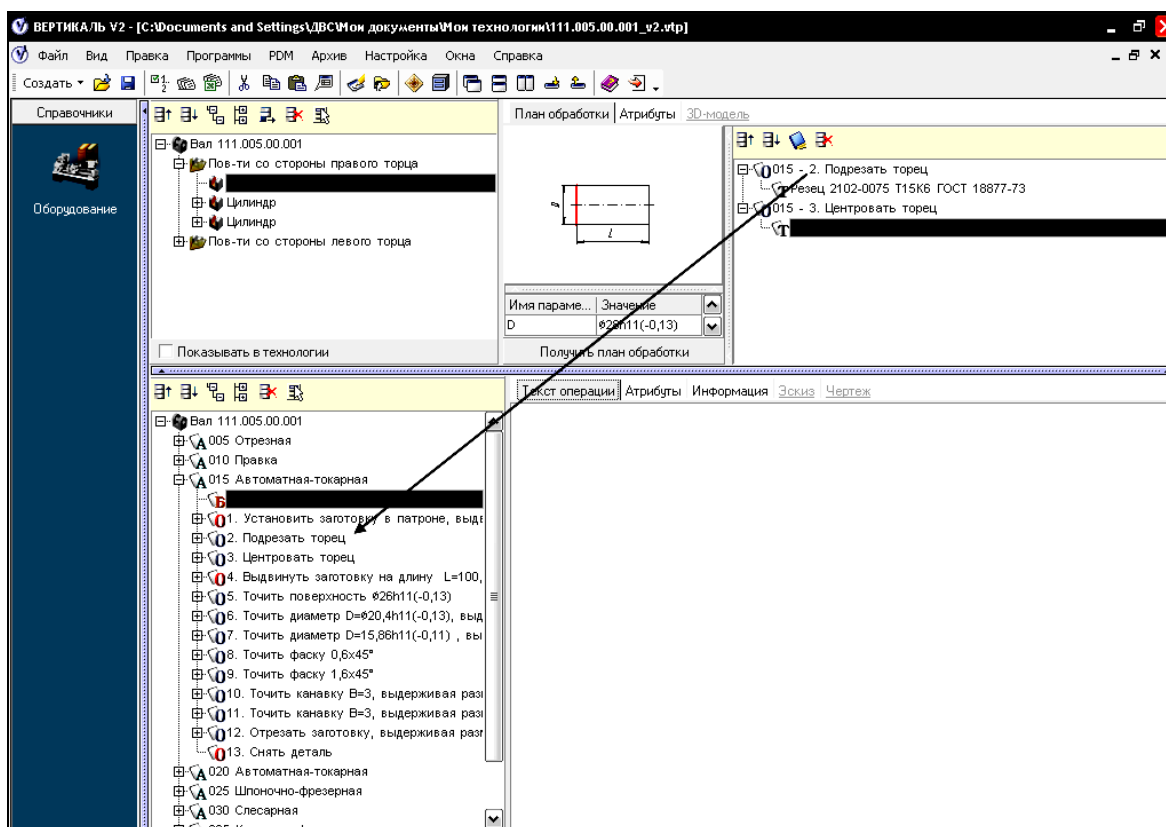 ВЕРТИКАЛЬ V2 - [C:\Documents and Settings\ДВС\Мои документы\Мои технологии\111.005.00.001_v2.vtp]
Файл Вид Правка Программы PDM Архив Настройка Окна Справка
Создать
Справочники
Оборудование
Вал 111.005.00.001
Пов-ти со стороны правого торца
Цилиндр
Цилиндр
Пов-ти со стороны левого торца
Показывать в технологии
План обработки Атрибуты 3D-модель
D
L
Имя параме... Значение
D ø28h11(-0,13)
Получить план обработки
015 - 2. Подрезать торец
Т Резец 2102-0075 Т15К6 ГОСТ 18877-73
015 - 3. Центровать торец
Т
Вал 111.005.00.001
А 005 Отрезная
А 010 Правка
А 015 Автоматная-токарная
Б
О 1. Установить заготовку в патроне, выде
О 2. Подрезать торец
О 3. Центровать торец
О 4. Выдвинуть заготовку на длину L=100,
О 5. Точить поверхность ø26h11(-0,13)
О 6. Точить диаметр D=ø20,4h11(-0,13), выд
О 7. Точить диаметр D=15,86h11(-0,11) , вы
О 8. Точить фаску 0,6x45°
О 9. Точить фаску 1,6x45°
О 10. Точить канавку B=3, выдерживая раз
О 11. Точить канавку B=3, выдерживая раз
О 12. Отрезать заготовку, выдерживая раз
О 13. Снять деталь
А 020 Автоматная-токарная
А 025 Шпоночно-фрезерная
А 030 Слесарная
Текст операции Атрибуты Информация Эскиз Чертеж